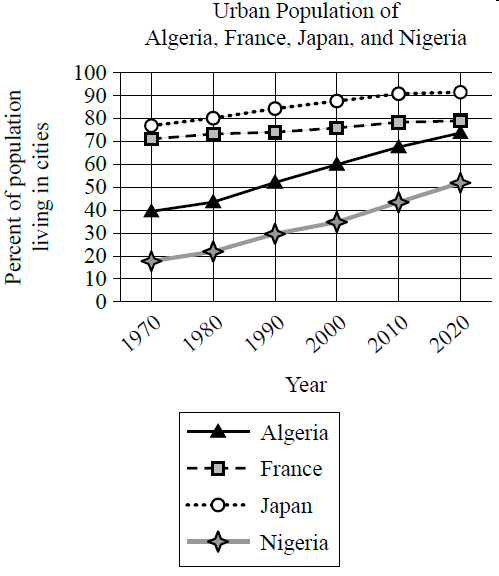 Urban Population of
Algeria, France, Japan, and Nigeria
Percent of population
living in cities
100
90
80
70
60
50
40
30
20
10
0
1970
1980
1990
2000
2010
2020
Year
Algeria
France
Japan
Nigeria